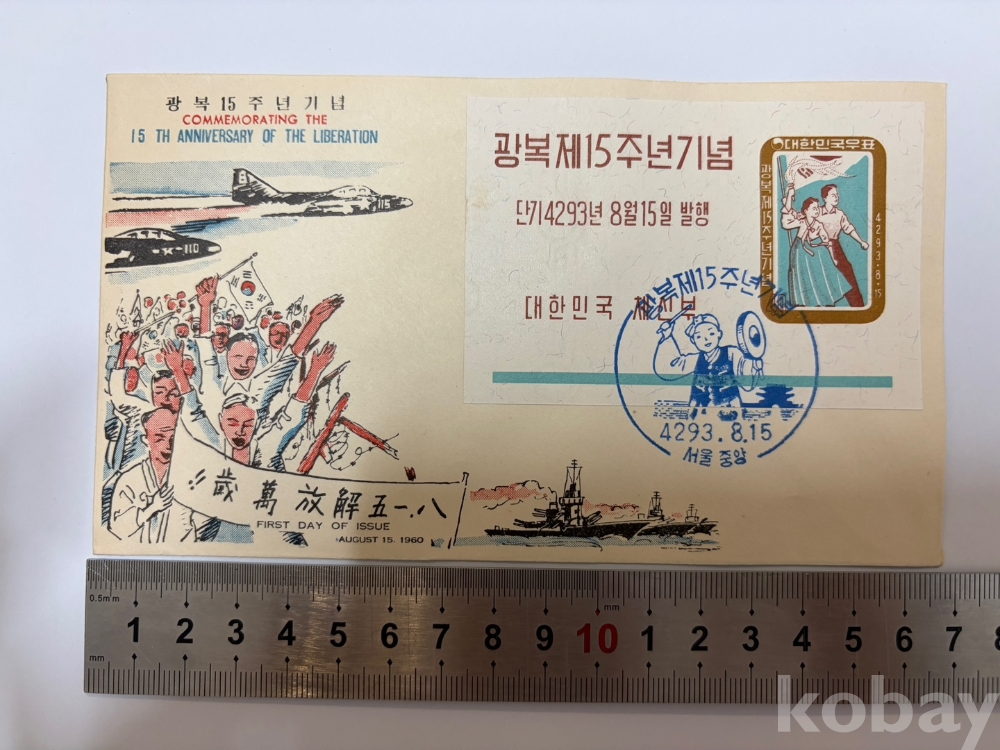 광복15주년기념
COMMEMORATING THE
15 TH ANNIVERSARY OF THE LIBERATION
115
-K-110
八.一五解放萬歲!!
FIRST DAY OF ISSUE
AUGUST 15, 1960
광복제15주년기념
단기4293년 8월15일 발행
대한민국 체신부
대한민국우표
광복제15주년기념
4293·8·15
광복제15주년기념
4293.8.15
서울 중앙
0.5mm
mm
mm
1 2 3 4 5 6 7 8 9 10 1 2 3 4 5 6 7 8
kobay